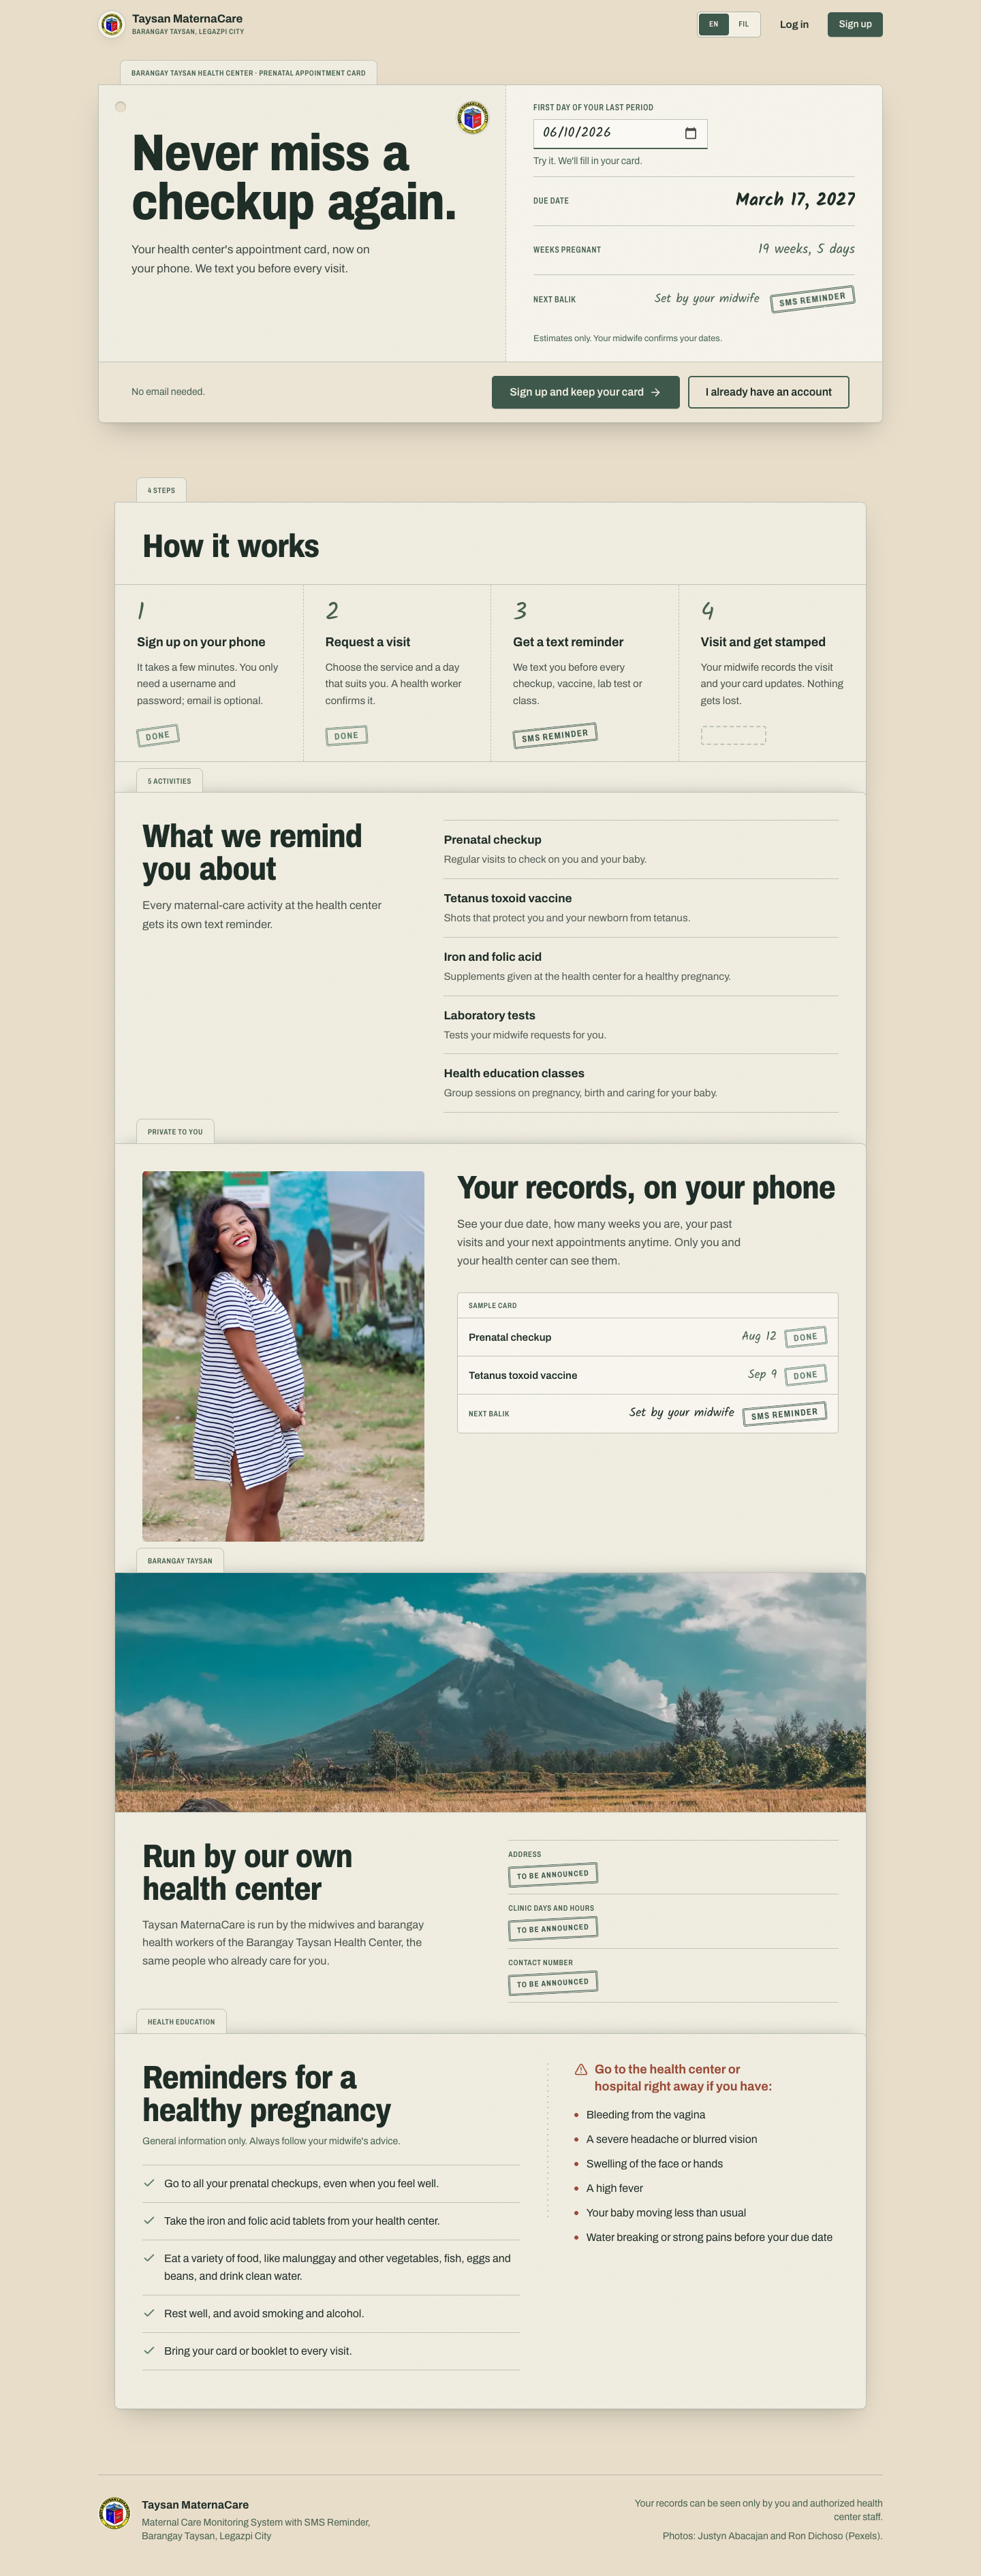 Taysan MaternaCare
BARANGAY TAYSAN, LEGAZPI CITY
EN
FIL
Log in
Sign up
BARANGAY TAYSAN HEALTH CENTER · PRENATAL APPOINTMENT CARD
Never miss a
checkup again.
Your health center's appointment card, now on
your phone. We text you before every visit.
FIRST DAY OF YOUR LAST PERIOD
06/10/2026
Try it. We'll fill in your card.
DUE DATE
March 17, 2027
WEEKS PREGNANT
19 weeks, 5 days
NEXT BALIK
Set by your midwife
SMS REMINDER
Estimates only. Your midwife confirms your dates.
No email needed.
Sign up and keep your card →
I already have an account
4 STEPS
How it works
1
Sign up on your phone
It takes a few minutes. You only
need a username and
password; email is optional.
DONE
2
Request a visit
Choose the service and a day
that suits you. A health worker
confirms it.
DONE
3
Get a text reminder
We text you before every
checkup, vaccine, lab test or
class.
SMS REMINDER
4
Visit and get stamped
Your midwife records the visit
and your card updates. Nothing
gets lost.
5 ACTIVITIES
What we remind
you about
Every maternal-care activity at the health center
gets its own text reminder.
Prenatal checkup
Regular visits to check on you and your baby.
Tetanus toxoid vaccine
Shots that protect you and your newborn from tetanus.
Iron and folic acid
Supplements given at the health center for a healthy pregnancy.
Laboratory tests
Tests your midwife requests for you.
Health education classes
Group sessions on pregnancy, birth and caring for your baby.
PRIVATE TO YOU
Your records, on your phone
See your due date, how many weeks you are, your past
visits and your next appointments anytime. Only you and
your health center can see them.
SAMPLE CARD
Prenatal checkup
Aug 12
DONE
Tetanus toxoid vaccine
Sep 9
DONE
NEXT BALIK
Set by your midwife
SMS REMINDER
BARANGAY TAYSAN
Run by our own
health center
Taysan MaternaCare is run by the midwives and barangay
health workers of the Barangay Taysan Health Center, the
same people who already care for you.
ADDRESS
TO BE ANNOUNCED
CLINIC DAYS AND HOURS
TO BE ANNOUNCED
CONTACT NUMBER
TO BE ANNOUNCED
HEALTH EDUCATION
Reminders for a
healthy pregnancy
General information only. Always follow your midwife's advice.
Go to all your prenatal checkups, even when you feel well.
Take the iron and folic acid tablets from your health center.
Eat a variety of food, like malunggay and other vegetables, fish, eggs and
beans, and drink clean water.
Rest well, and avoid smoking and alcohol.
Bring your card or booklet to every visit.
Go to the health center or
hospital right away if you have:
Bleeding from the vagina
A severe headache or blurred vision
Swelling of the face or hands
A high fever
Your baby moving less than usual
Water breaking or strong pains before your due date
Taysan MaternaCare
Maternal Care Monitoring System with SMS Reminder,
Barangay Taysan, Legazpi City
Your records can be seen only by you and authorized health
center staff.
Photos: Justyn Abacajan and Ron Dichoso (Pexels).